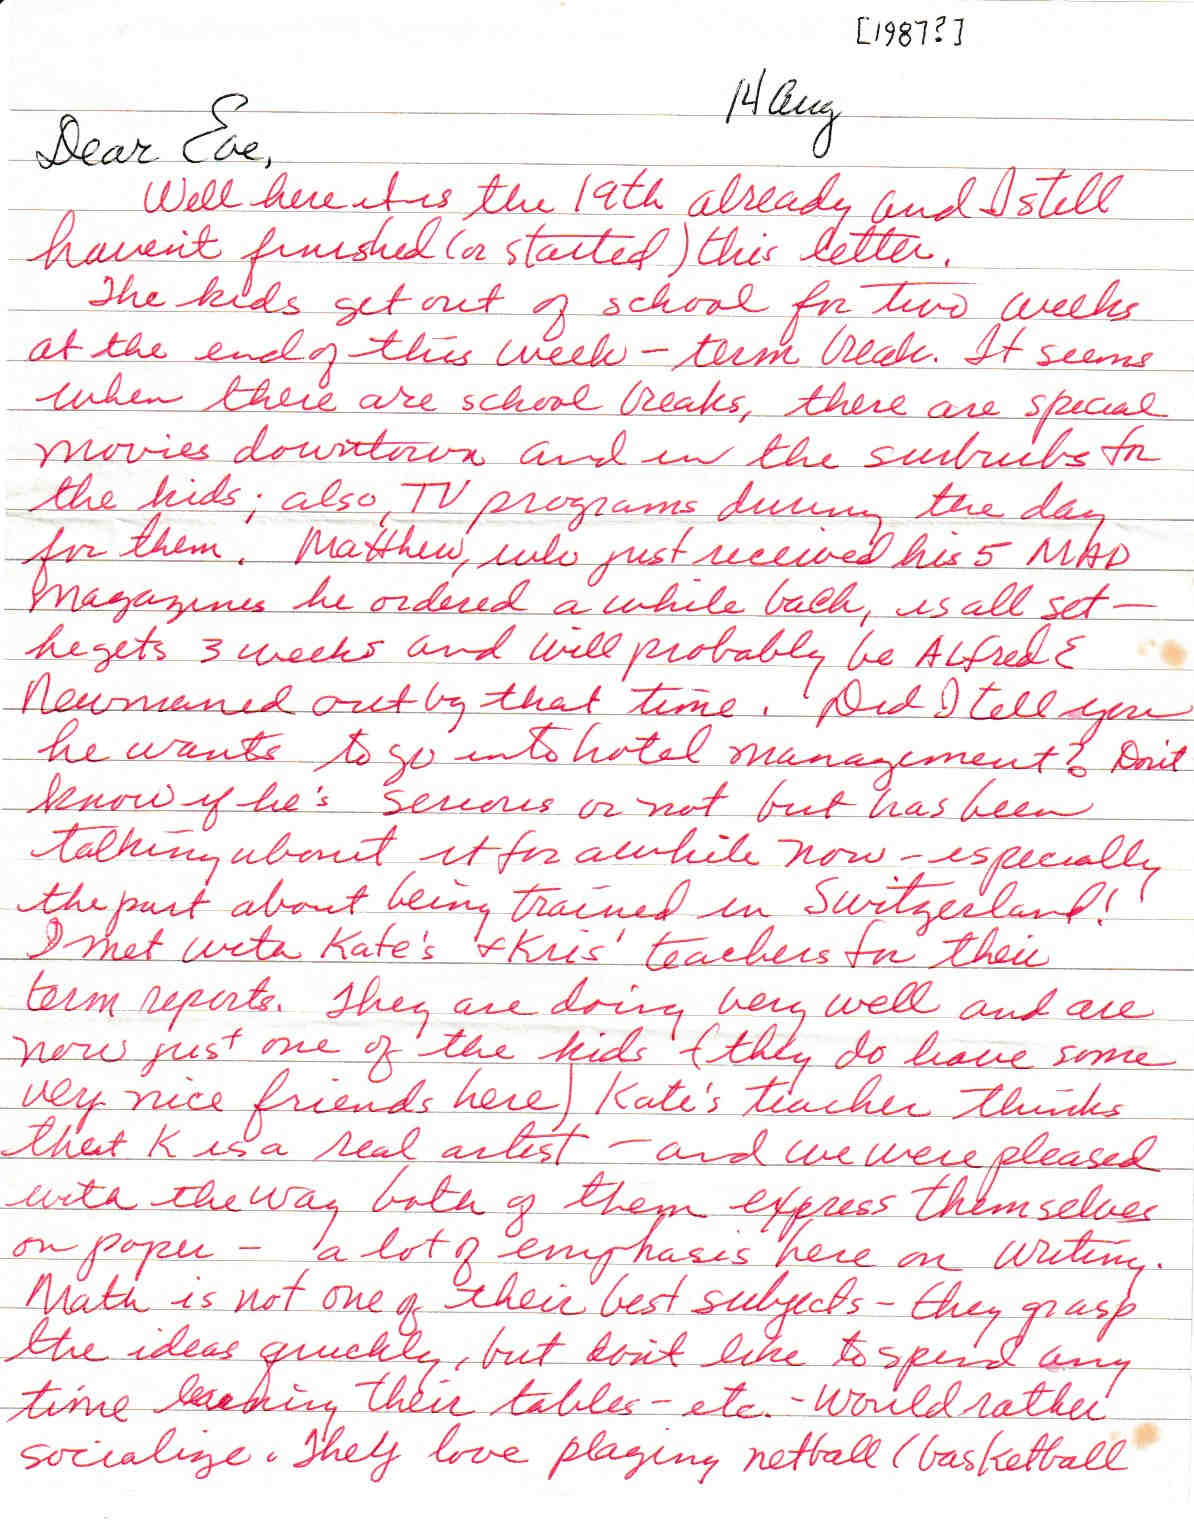 [1987?]
14 Aug
Dear Eve,
Well here it is the 19th already and I still
haven't finished (or started) this letter.
The kids get out of school for two weeks
at the end of this week - term break. It seems
when there are school breaks, there are special
movies downtown and in the suburbs for
the kids; also, TV programs during the day
for them. Matthew, who just received his 5 MAD
Magazines he ordered a while back, is all set -
he gets 3 weeks and will probably be Alfred E
Newmaned out by that time. Did I tell you
he wants to go into hotel management? Don't
know if he's serious or not but has been
talking about it for awhile now - especially
the part about being trained in Switzerland!
I met with Kate's + Kris' teachers for their
term reports. They are doing very well and are
now just one of the kids (they do have some
very nice friends here) Kate's teacher thinks
that K is a real artist - and we were pleased
with the way both of them express themselves
on paper - a lot of emphasis here on writing.
Math is not one of their best subjects - they grasp
the ideas quickly, but don't like to spend any
time learning their tables - etc. - would rather
socialize. They love playing netball (basketball